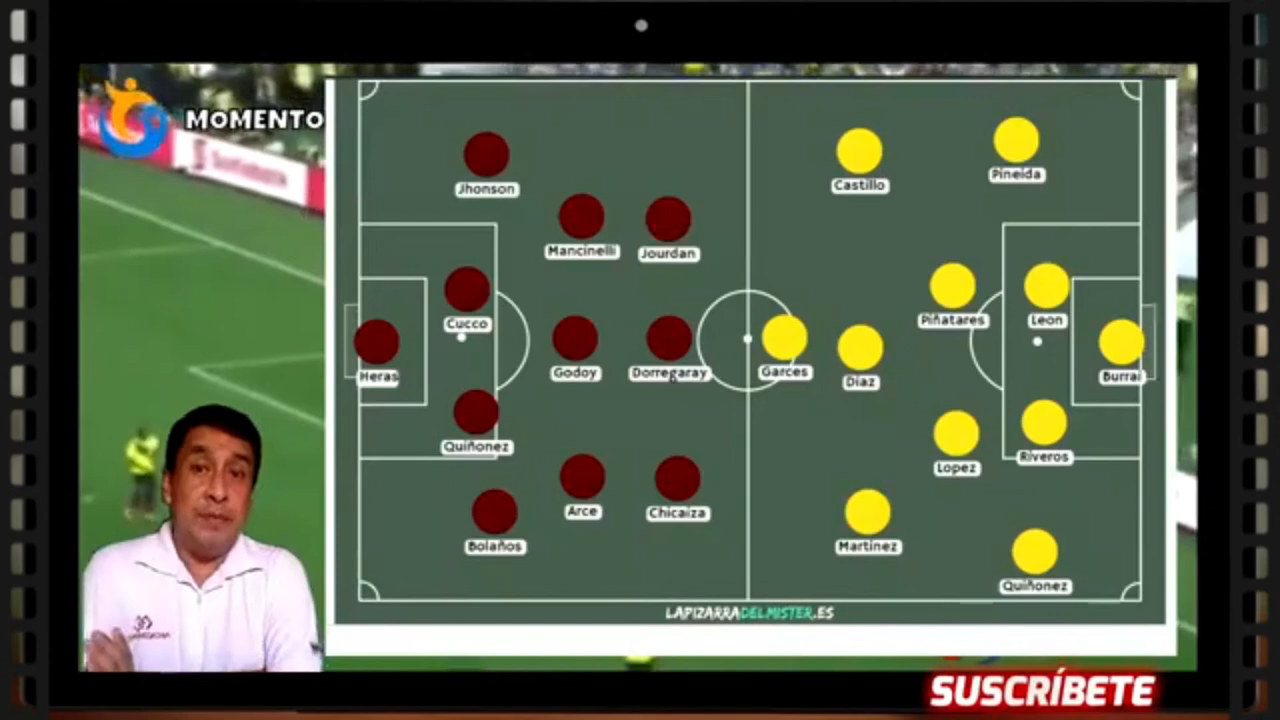 MOMENTO
Jhonson
Castillo
Pineida
Mancinelli
Jourdan
Cucco
Piñatares
Leon
Heras
Godoy
Dorregaray
Garces
Diaz
Burrai
Quiñonez
Lopez
Riveros
Arce
Chicaiza
Bolaños
Martinez
Quiñonez
LAPIZARRADELMISTER.ES
SUSCRÍBETE